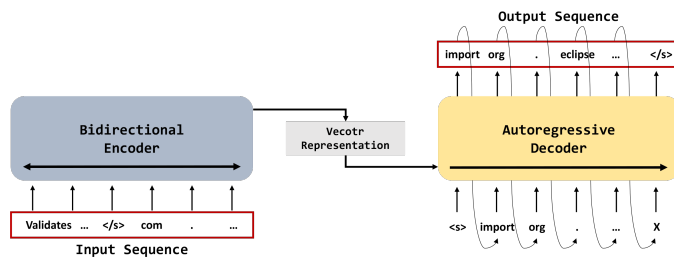 Output Sequence
import org . eclipse ... </s>
Bidirectional
Encoder
Vecotr
Representation
Autoregressive
Decoder
Validates ... </s> com . ...
<s> import org . ... X
Input Sequence